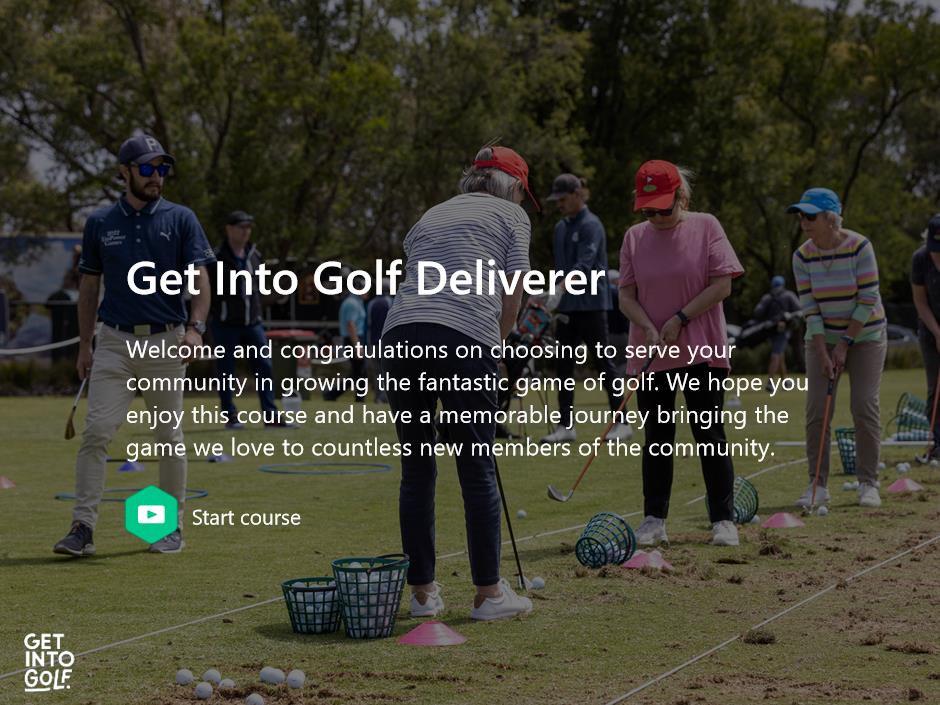 Get Into Golf Deliverer
Welcome and congratulations on choosing to serve your
community in growing the fantastic game of golf. We hope you
enjoy this course and have a memorable journey bringing the
game we love to countless new members of the community.
Start course
GET
INTO
GOLF.
P